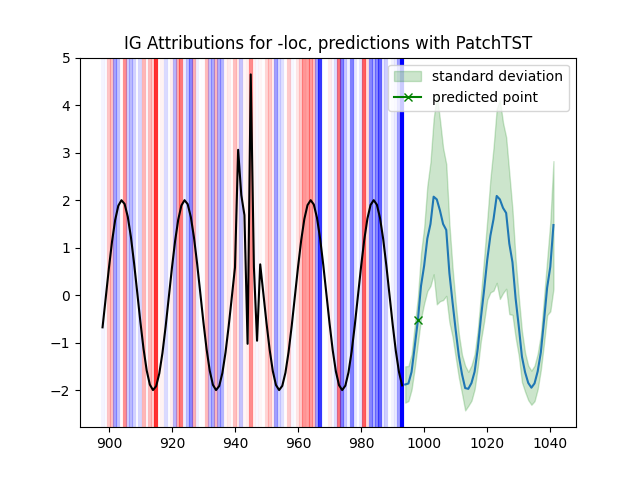 IG Attributions for -loc, predictions with PatchTST
standard deviation
predicted point
5
4
3
2
1
0
−1
−2
900 920 940 960 980 1000 1020 1040